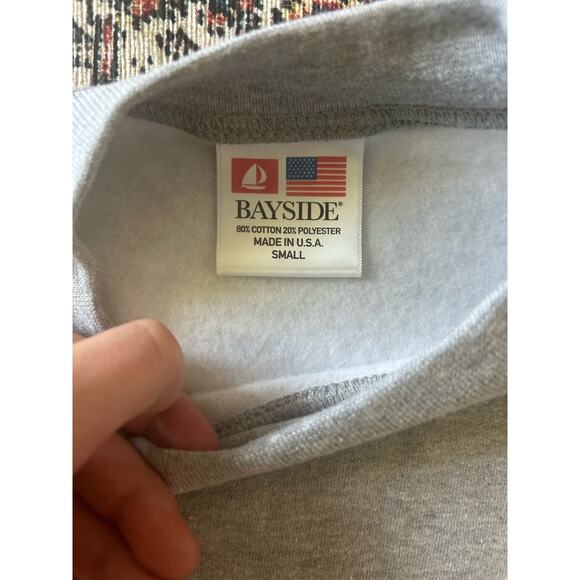 BAYSIDE®
80% COTTON 20% POLYESTER
MADE IN U.S.A.
SMALL